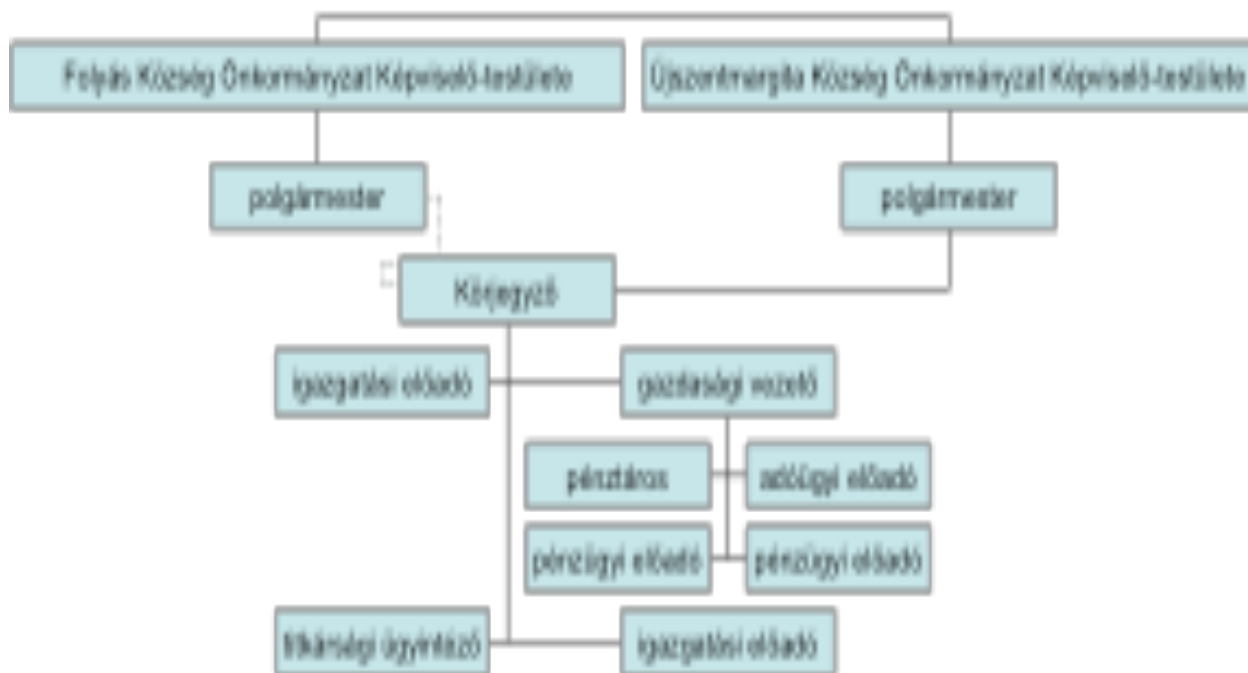 Folyás Község Önkormányzat Képviselő-testülete
Újszentmargita Község Önkormányzat Képviselő-testülete
polgármester
polgármester
Körjegyző
igazgatási előadó
gazdasági vezető
pénztáros
adóügyi előadó
pénzügyi előadó
pénzügyi előadó
titkársági ügyintéző
igazgatási előadó